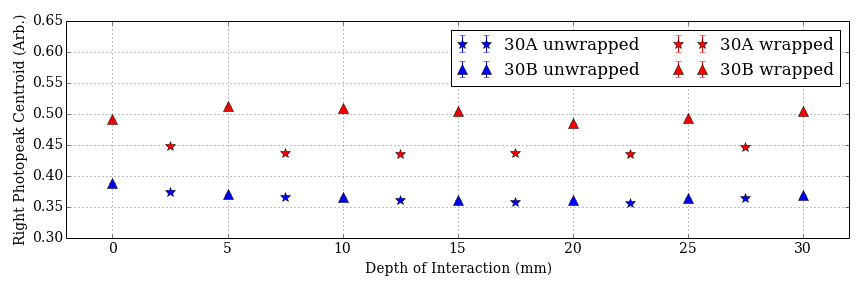 0.65
0.60
0.55
0.50
0.45
0.40
0.35
0.30
Right Photopeak Centroid (Arb.)
30A unwrapped 30A wrapped
30B unwrapped 30B wrapped
0 5 10 15 20 25 30
Depth of Interaction (mm)